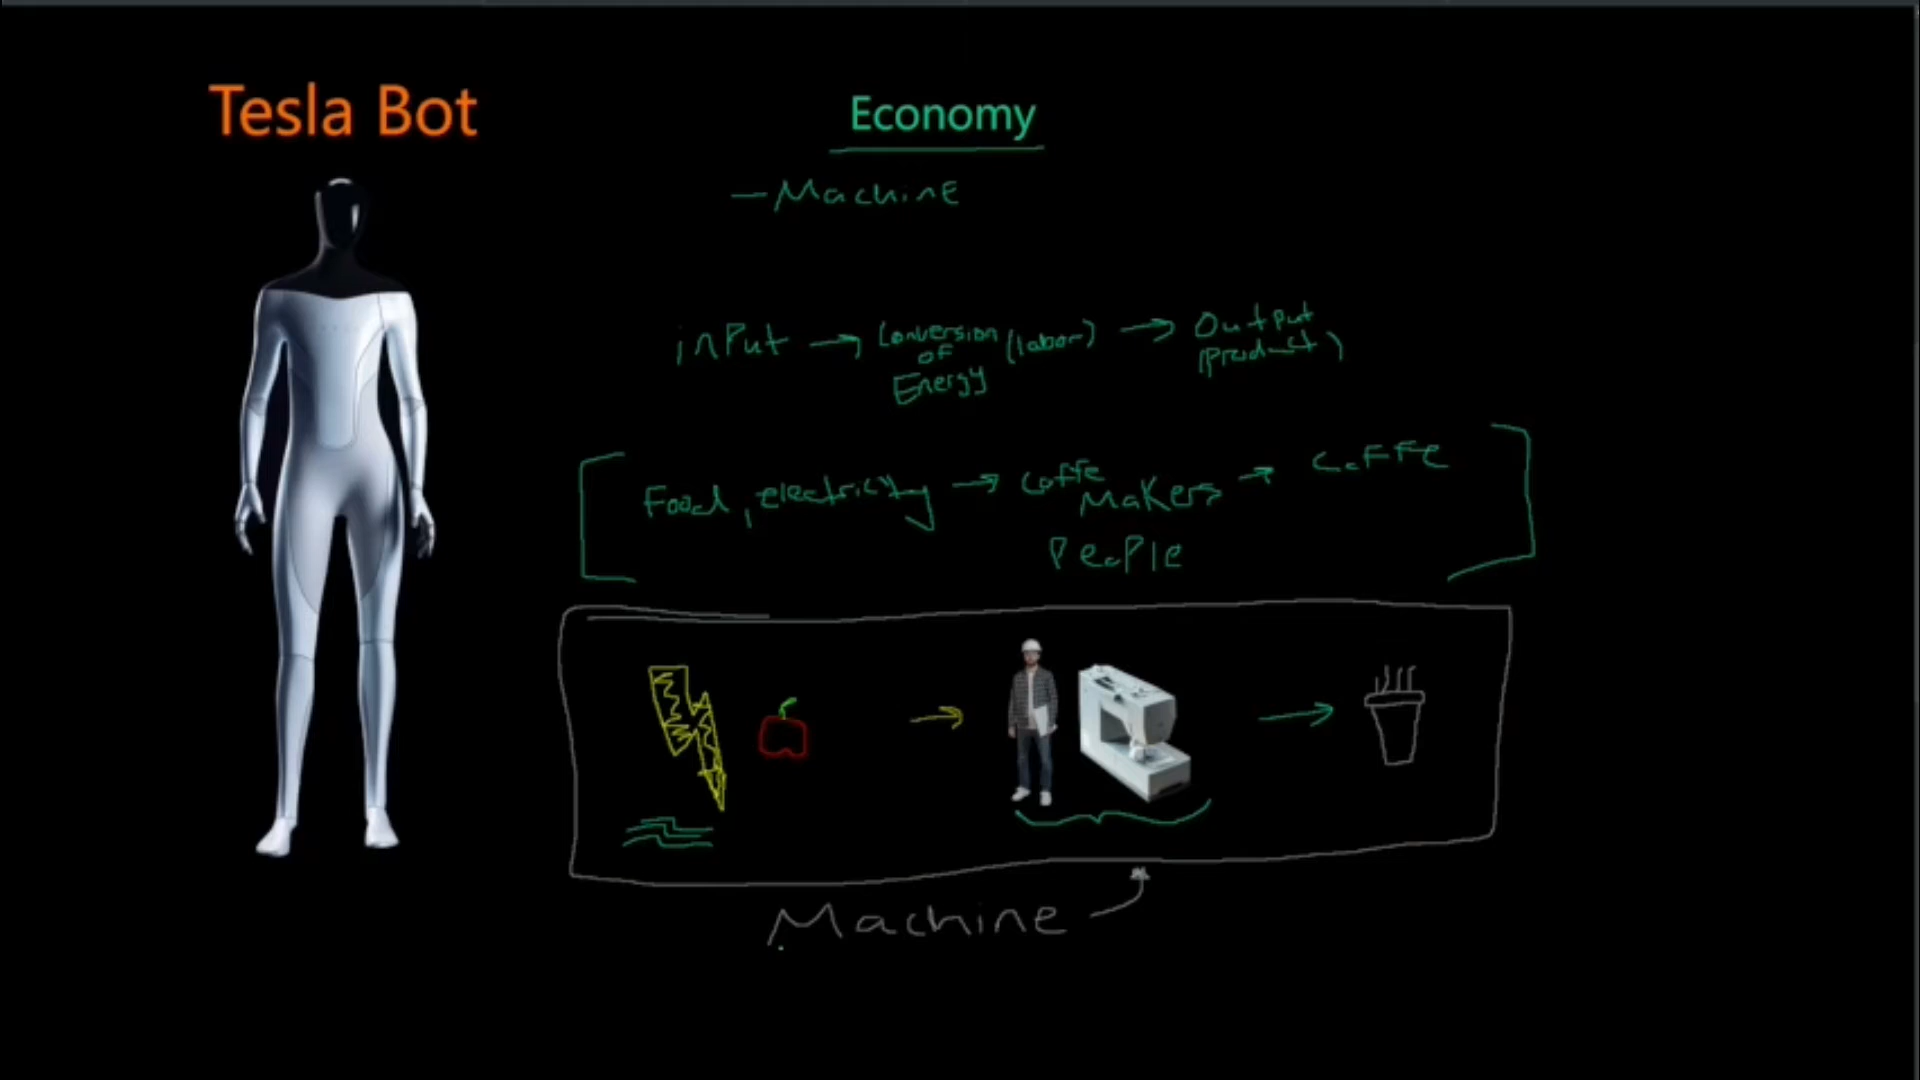 Tesla Bot
Economy
- Machine
inPut → Conversion of Energy (labor) → Output (product)
Food, electricity → Coffe Makers → Coffe
PeoPle
Machine